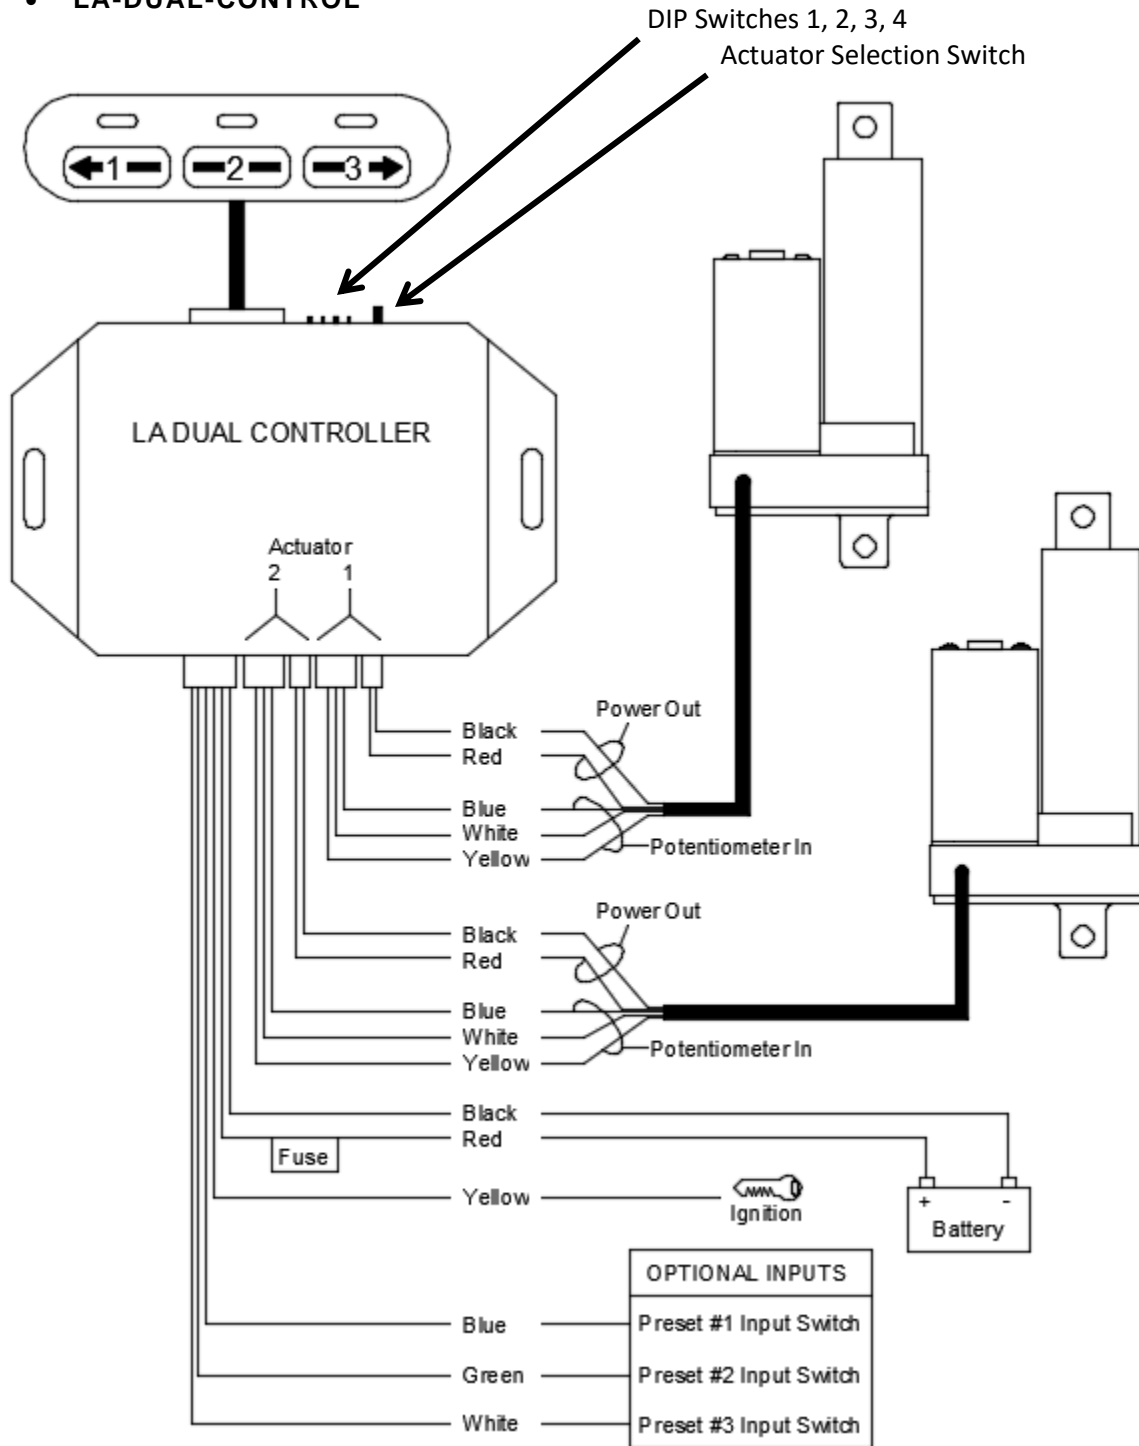 • LA-DUAL-CONTROL
DIP Switches 1, 2, 3, 4
Actuator Selection Switch
1
2
3
LA DUAL CONTROLLER
Actuator
2 1
Power Out
Black
Red
Blue
White
Yellow
Potentiometer In
Power Out
Black
Red
Blue
White
Yellow
Potentiometer In
Black
Red
Fuse
Yellow
Ignition
+ -
Battery
OPTIONAL INPUTS
Blue
Preset #1 Input Switch
Green
Preset #2 Input Switch
White
Preset #3 Input Switch